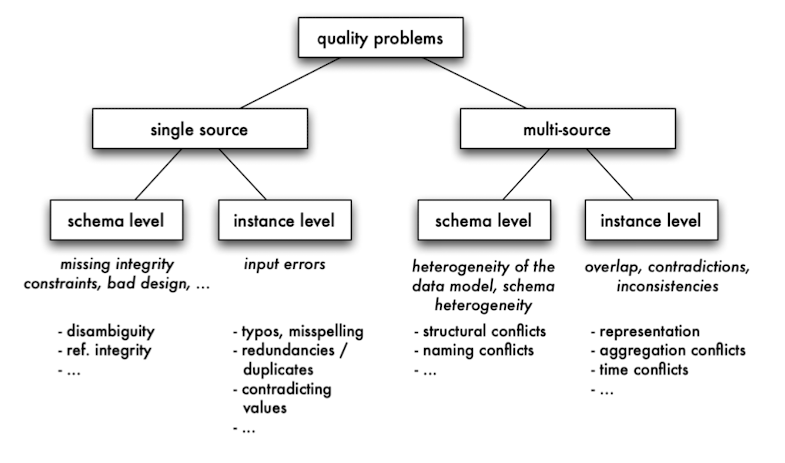 quality problems
single source
multi-source
schema level
instance level
schema level
instance level
missing integrity
constraints, bad design, ...
input errors
heterogeneity of the
data model, schema
heterogeneity
overlap, contradictions,
inconsistencies
- disambiguity
- ref. integrity
- ...
- typos, misspelling
- redundancies /
duplicates
- contradicting
values
- ...
- structural conflicts
- naming conflicts
- ...
- representation
- aggregation conflicts
- time conflicts
- ...